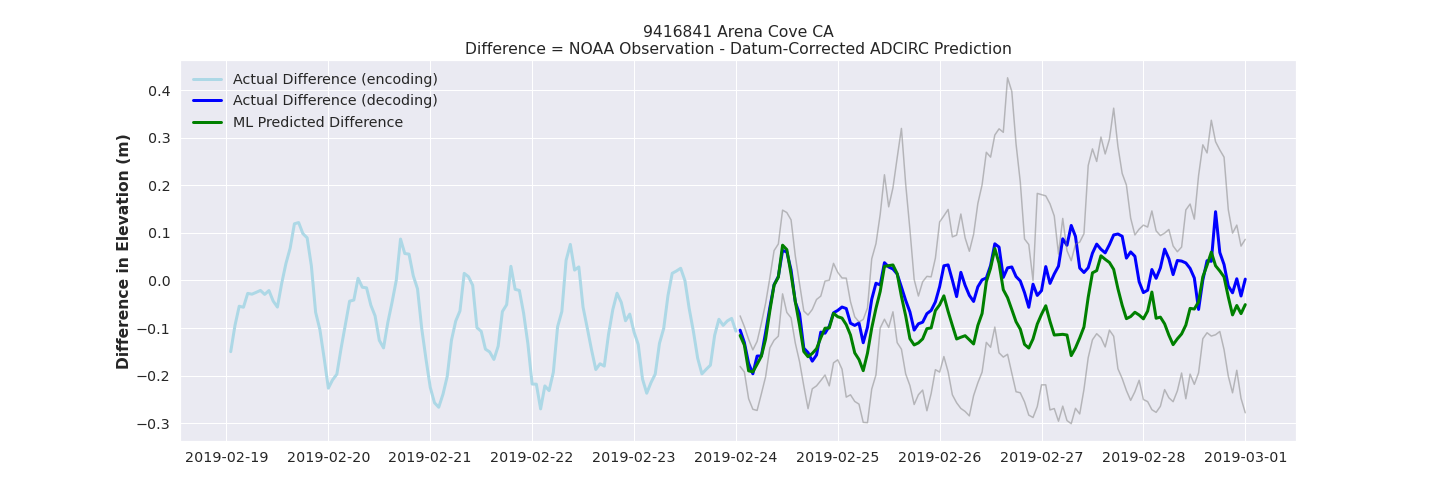 9416841 Arena Cove CA
Difference = NOAA Observation - Datum-Corrected ADCIRC Prediction
Actual Difference (encoding)
Actual Difference (decoding)
ML Predicted Difference
Difference in Elevation (m)
0.4
0.3
0.2
0.1
0.0
−0.1
−0.2
−0.3
2019-02-19 2019-02-20 2019-02-21 2019-02-22 2019-02-23 2019-02-24 2019-02-25 2019-02-26 2019-02-27 2019-02-28 2019-03-01